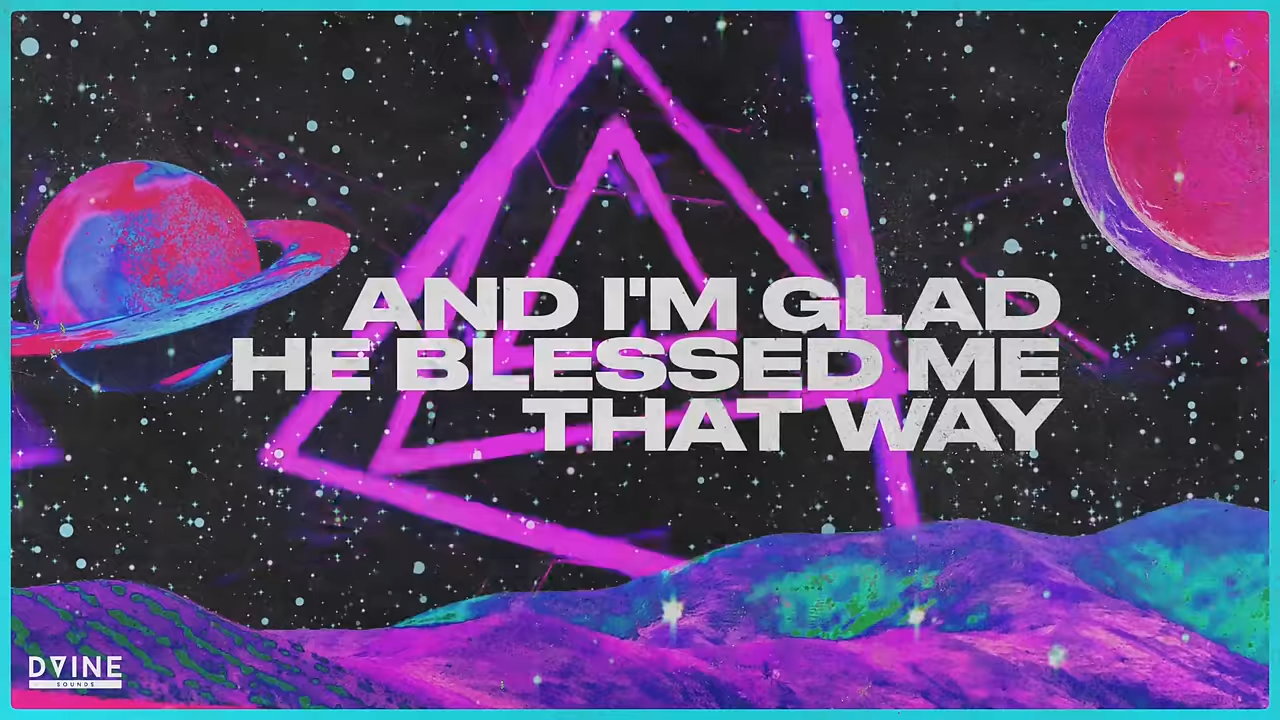 AND I'M GLAD
HE BLESSED ME
THAT WAY
DVINE
SOUNDS